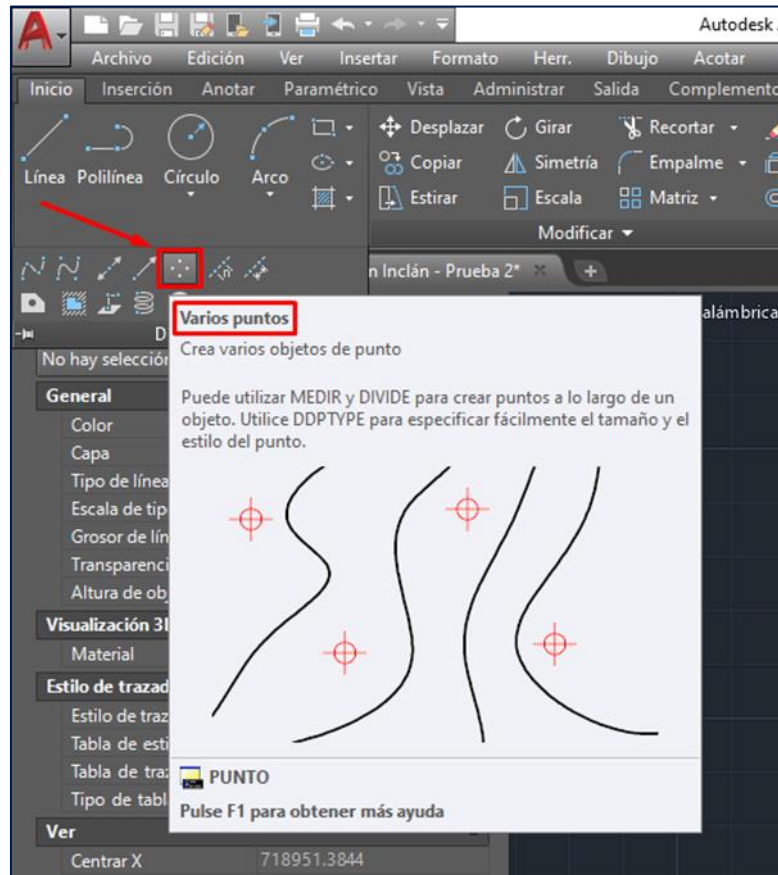 Autodesk
Archivo Edición Ver Insertar Formato Herr. Dibujo Acotar
Inicio Inserción Anotar Paramétrico Vista Administrar Salida Complemento
Línea Polilínea Círculo Arco
Desplazar Girar Recortar
Copiar Simetría Empalme
Estirar Escala Matriz
Modificar
n Inclán - Prueba 2*
alámbrica
Varios puntos
Crea varios objetos de punto
Puede utilizar MEDIR y DIVIDE para crear puntos a lo largo de un
objeto. Utilice DDPTYPE para especificar fácilmente el tamaño y el
estilo del punto.
D
No hay selección
General
Color
Capa
Tipo de línea
Escala de tip
Grosor de lín
Transparenci
Altura de ob
Visualización 3
Material
Estilo de trazad
Estilo de traz
Tabla de esti
Tabla de tra
Tipo de tabl
PUNTO
Pulse F1 para obtener más ayuda
Ver
Centrar X 718951.3844